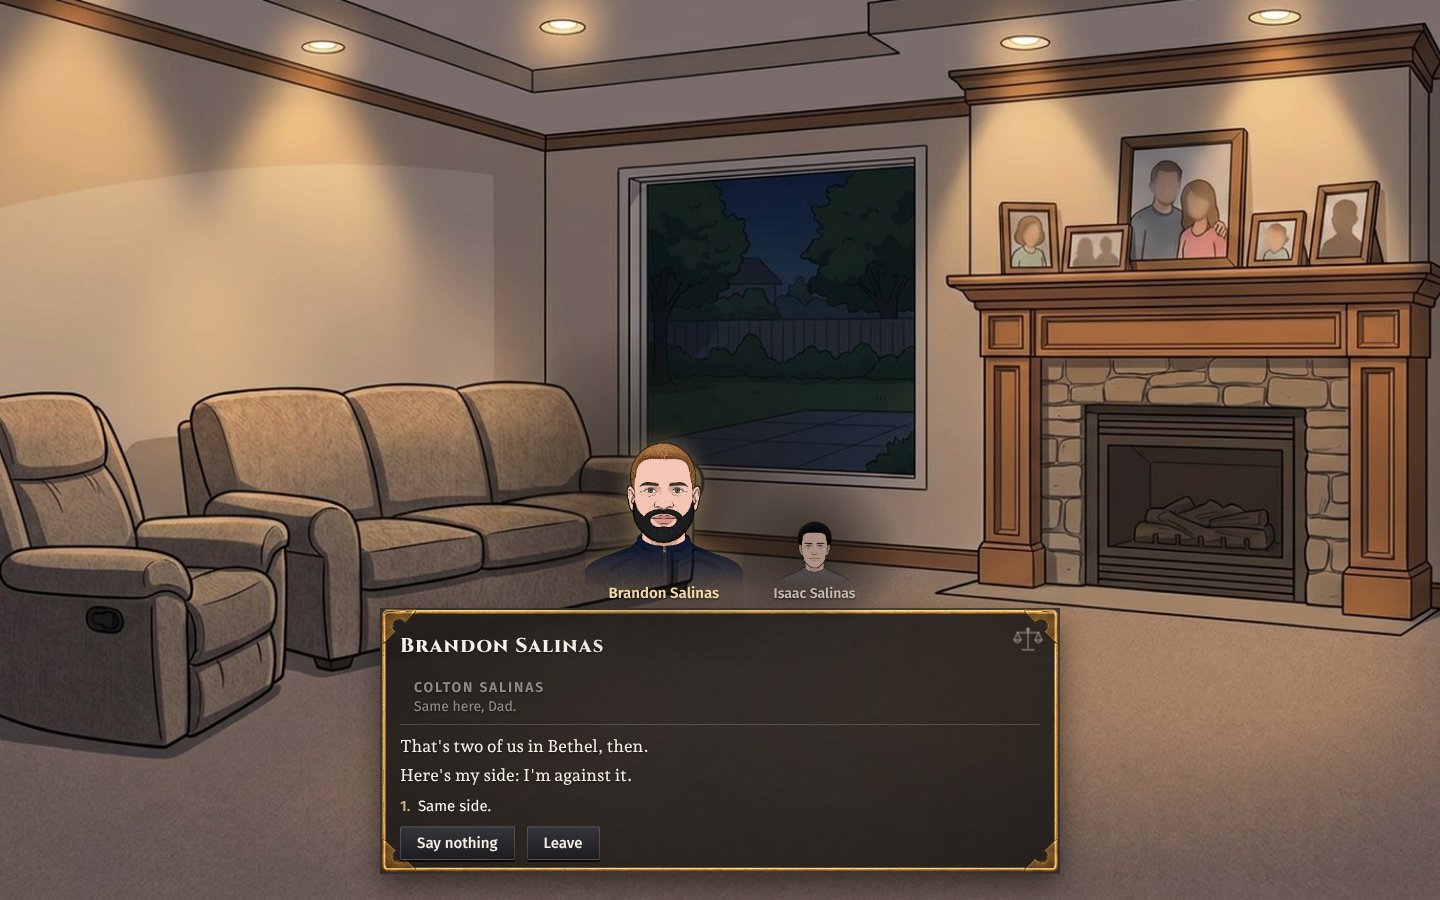 Brandon Salinas
Isaac Salinas
BRANDON SALINAS
COLTON SALINAS
Same here, Dad.
That's two of us in Bethel, then.
Here's my side: I'm against it.
1. Same side.
Say nothing
Leave